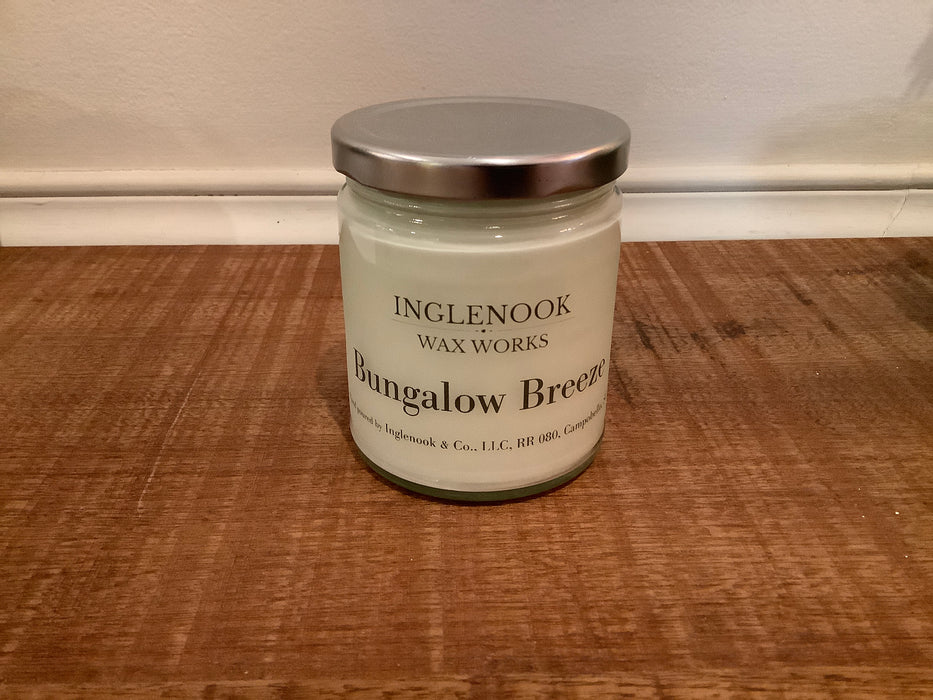 INGLENOOK
WAX WORKS
Bungalow Breeze
poured by Inglenook & Co., LLC, RR 080, Campobello,